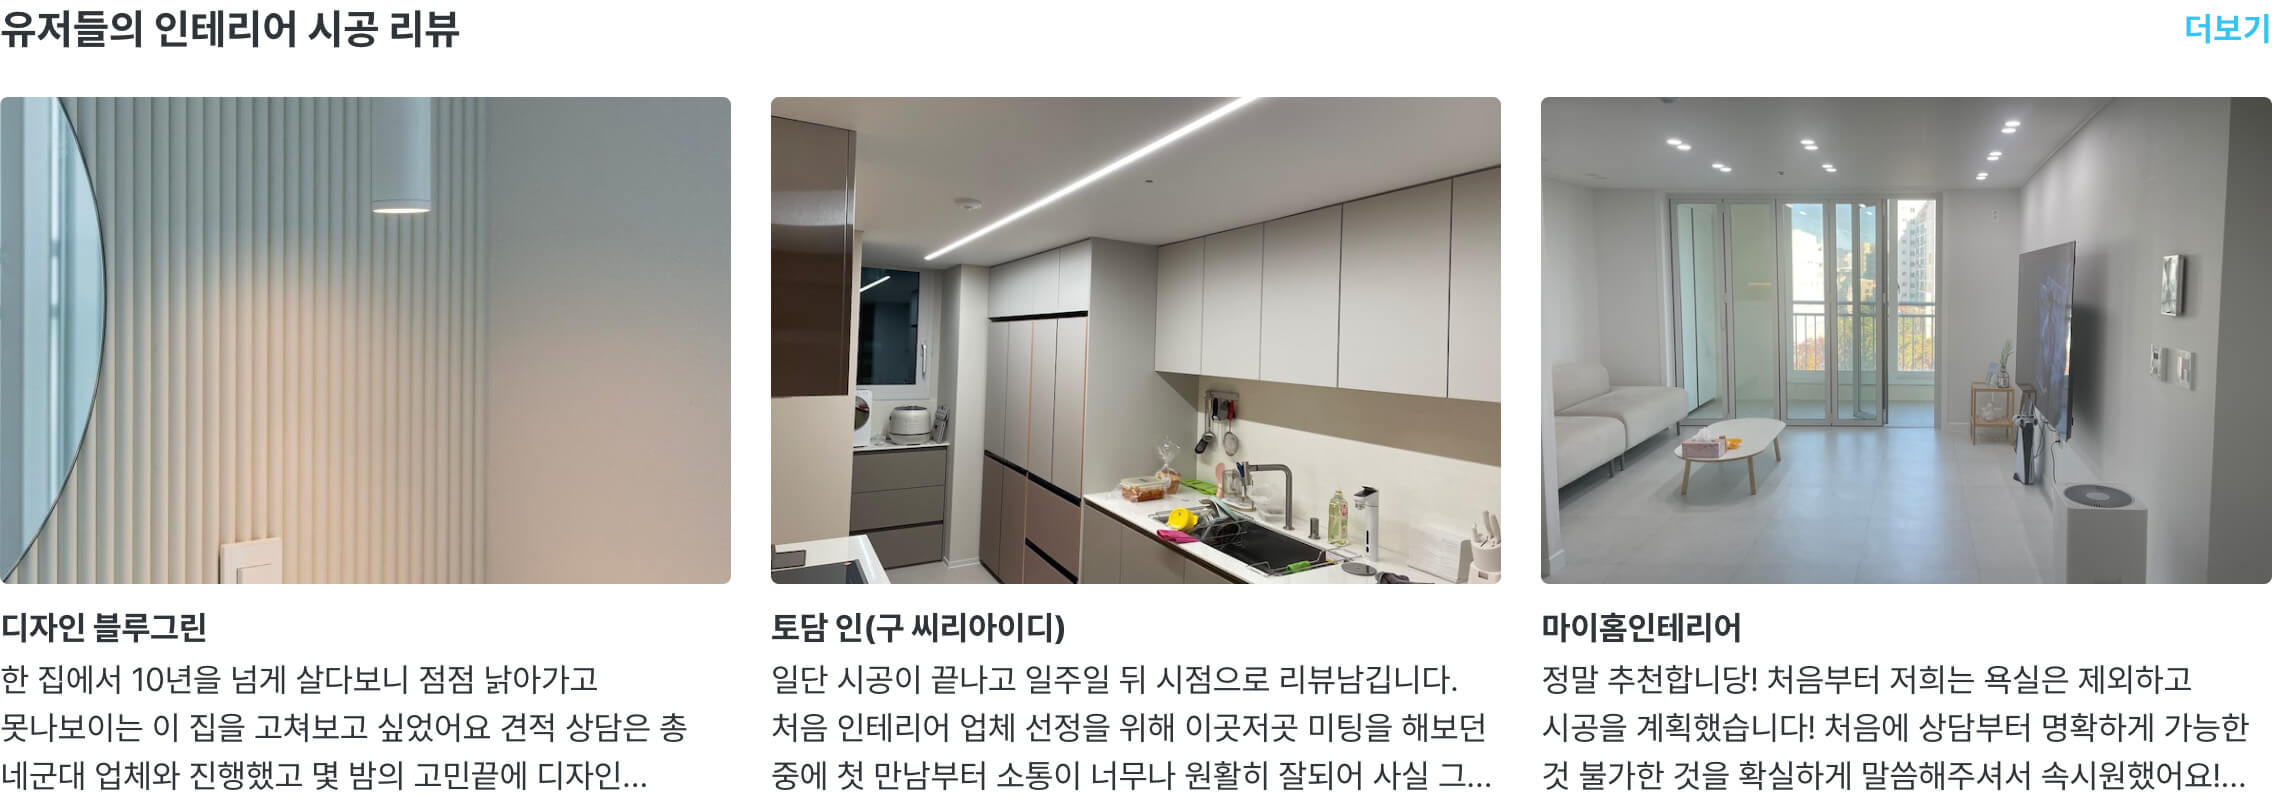 유저들의 인테리어 시공 리뷰
더보기
디자인 블루그린
한 집에서 10년을 넘게 살다보니 점점 낡아가고
못나보이는 이 집을 고쳐보고 싶었어요 견적 상담은 총
네군대 업체와 진행했고 몇 밤의 고민끝에 디자인...
토담 인(구 씨리아이디)
일단 시공이 끝나고 일주일 뒤 시점으로 리뷰남깁니다.
처음 인테리어 업체 선정을 위해 이곳저곳 미팅을 해보던
중에 첫 만남부터 소통이 너무나 원활히 잘되어 사실 그...
마이홈인테리어
정말 추천합니당! 처음부터 저희는 욕실은 제외하고
시공을 계획했습니다! 처음에 상담부터 명확하게 가능한
것 불가한 것을 확실하게 말씀해주셔서 속시원했어요!...